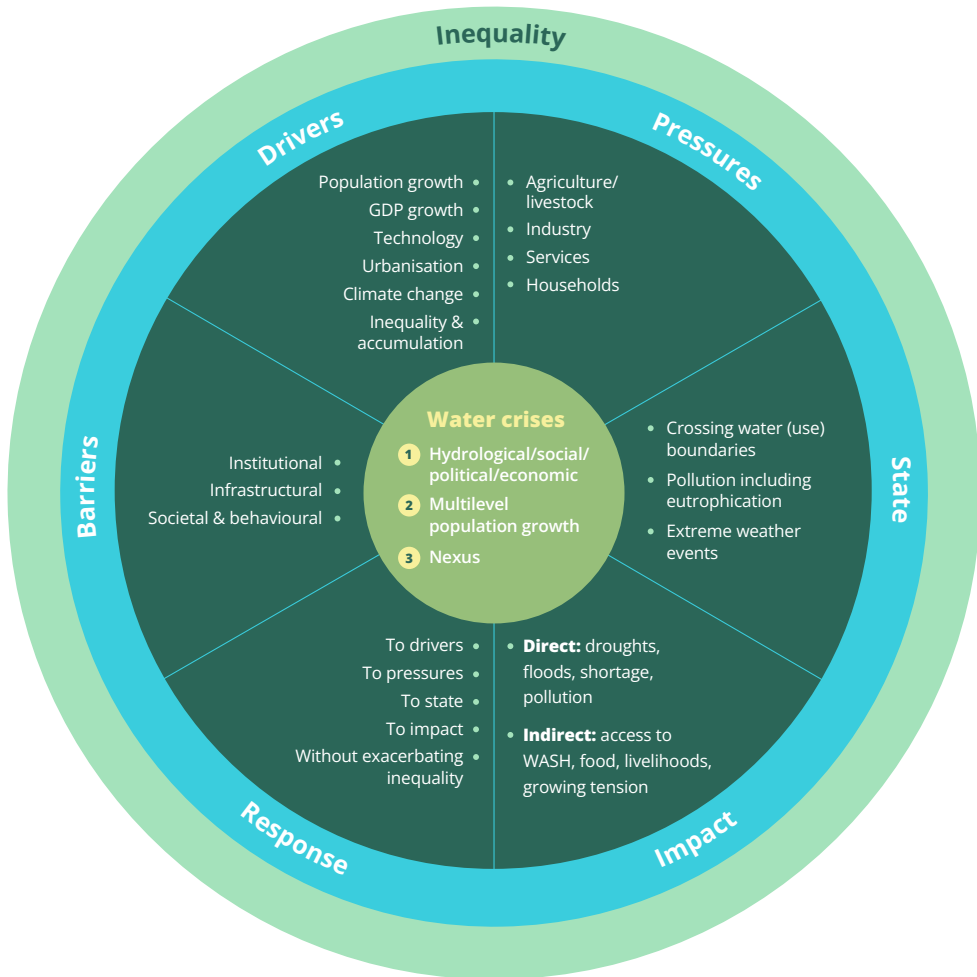 Inequality
Drivers
Population growth
GDP growth
Technology
Urbanisation
Climate change
Inequality &
accumulation
Pressures
Agriculture/
livestock
Industry
Services
Households
State
Crossing water (use)
boundaries
Pollution including
eutrophication
Extreme weather
events
Impact
Direct: droughts,
floods, shortage,
pollution
Indirect: access to
WASH, food, livelihoods,
growing tension
Response
To drivers
To pressures
To state
To impact
Without exacerbating
inequality
Barriers
Institutional
Infrastructural
Societal & behavioural
Water crises
1 Hydrological/social/
political/economic
2 Multilevel
population growth
3 Nexus